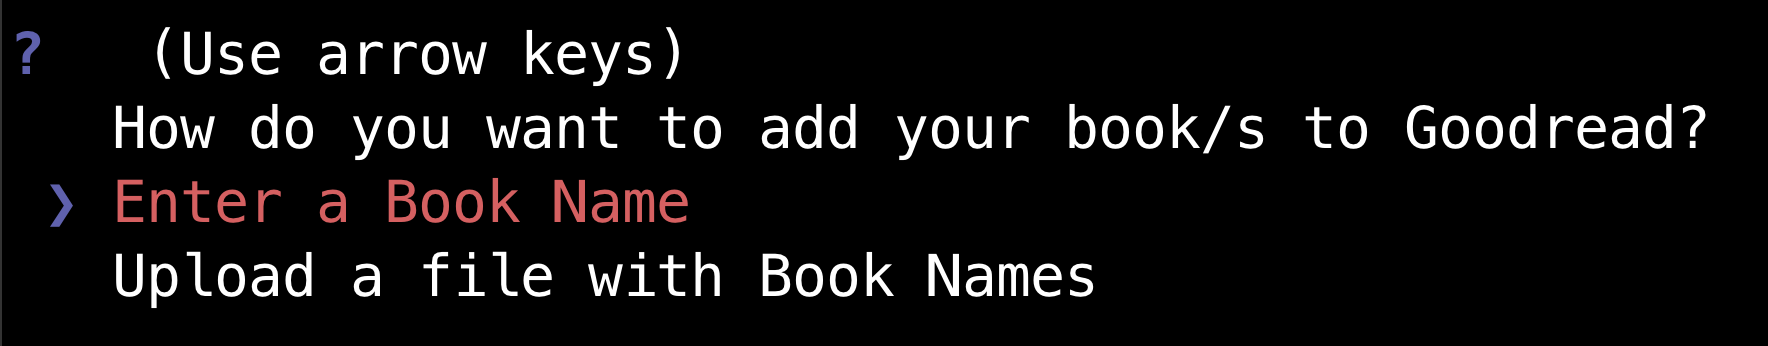 ? (Use arrow keys)
How do you want to add your book/s to Goodread?
❯ Enter a Book Name
Upload a file with Book Names